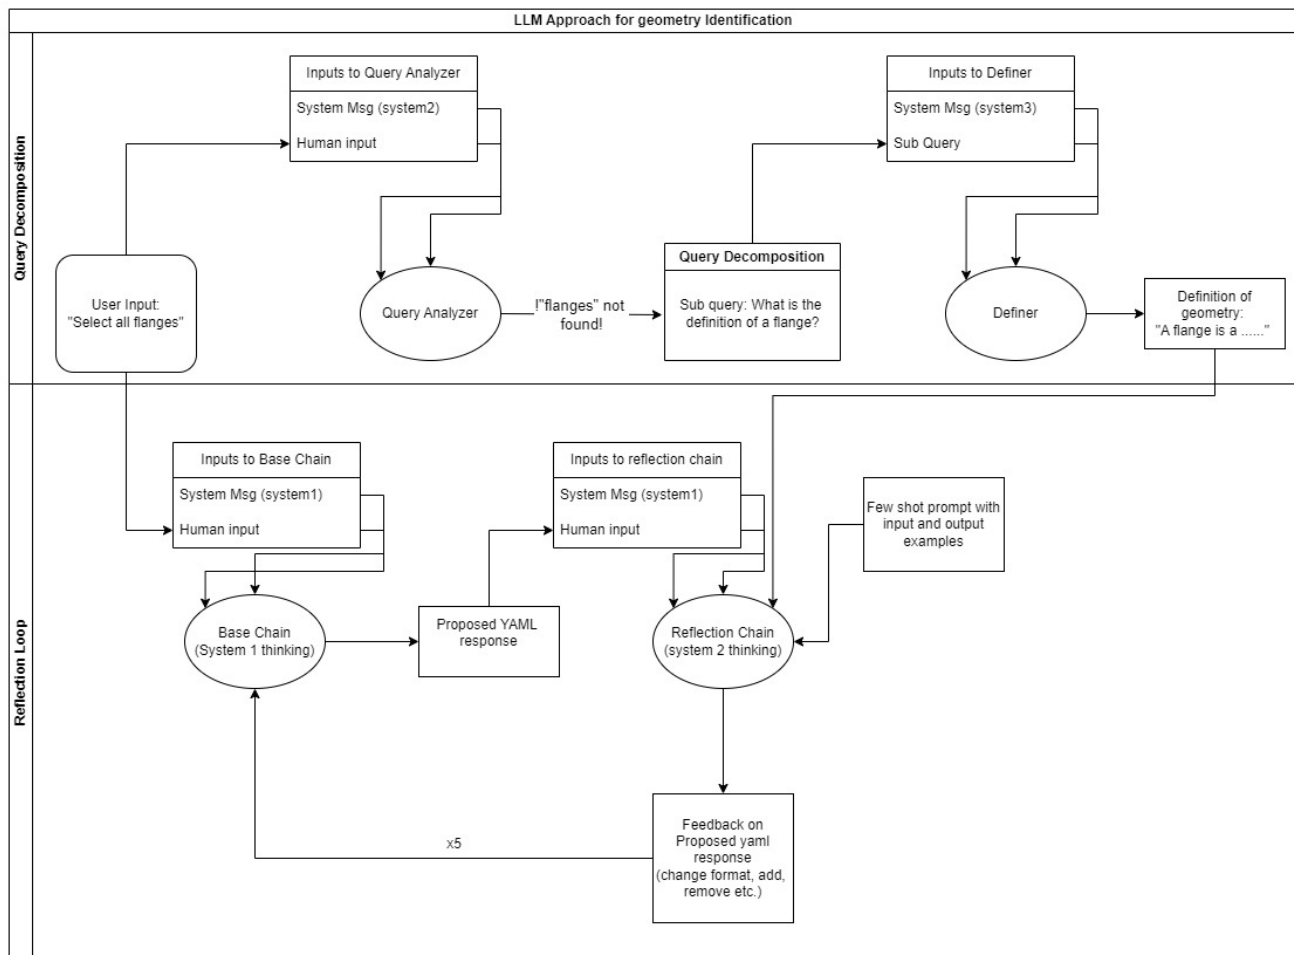 LLM Approach for geometry Identification
Query Decomposition
Inputs to Query Analyzer
System Msg (system2)
Human input
Inputs to Definer
System Msg (system3)
Sub Query
User Input:
"Select all flanges"
Query Analyzer
!"flanges" not
found!
Query Decomposition
Sub query: What is the
definition of a flange?
Definer
Definition of
geometry:
"A flange is a ......"
Reflection Loop
Inputs to Base Chain
System Msg (system1)
Human input
Inputs to reflection chain
System Msg (system1)
Human input
Few shot prompt with
input and output
examples
Base Chain
(System 1 thinking)
Proposed YAML
response
Reflection Chain
(system 2 thinking)
x5
Feedback on
Proposed yaml
response
(change format, add,
remove etc.)